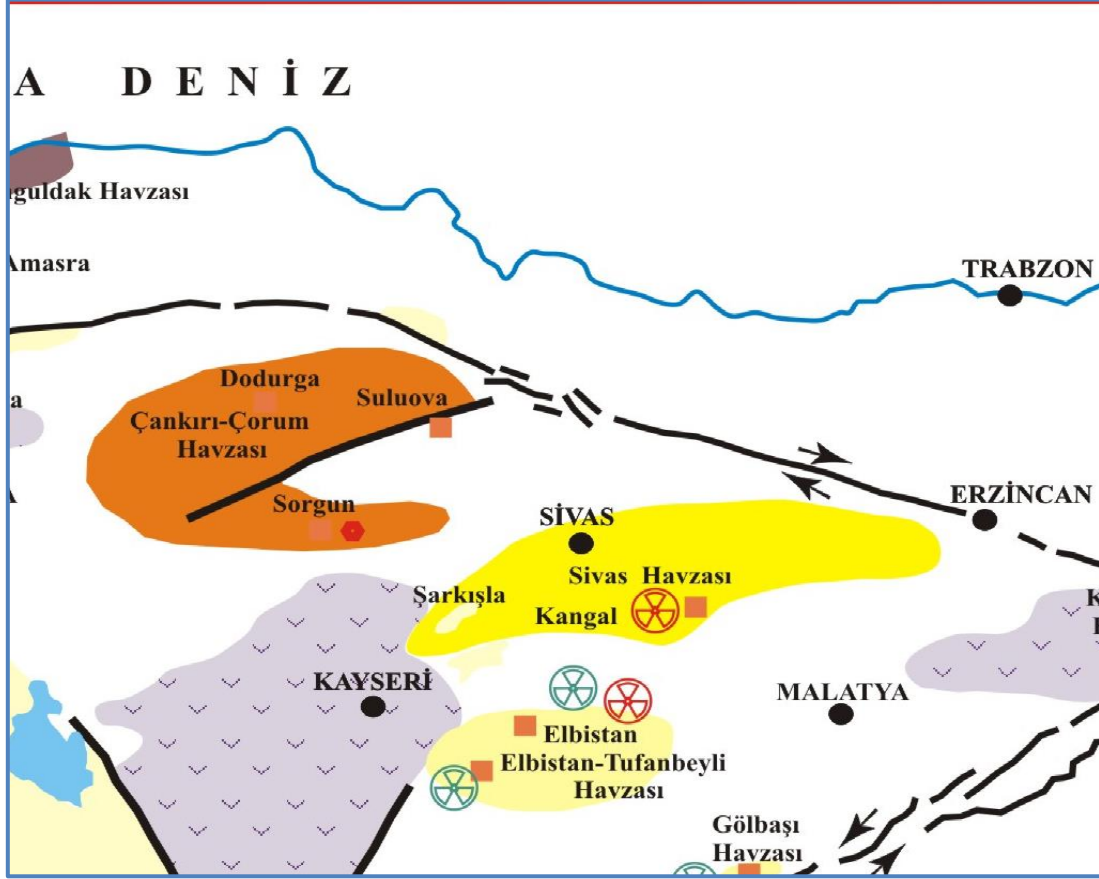 A DENİZ
Havzası
Amasra
TRABZON
Dodurga
Suluova
Çankırı-Çorum
Havzası
Sorgun
ERZİNCAN
SİVAS
Sivas Havzası
Şarkışla
Kangal
KAYSERİ
MALATYA
Elbistan
Elbistan-Tufanbeyli
Havzası
Gölbaşı
Havzası